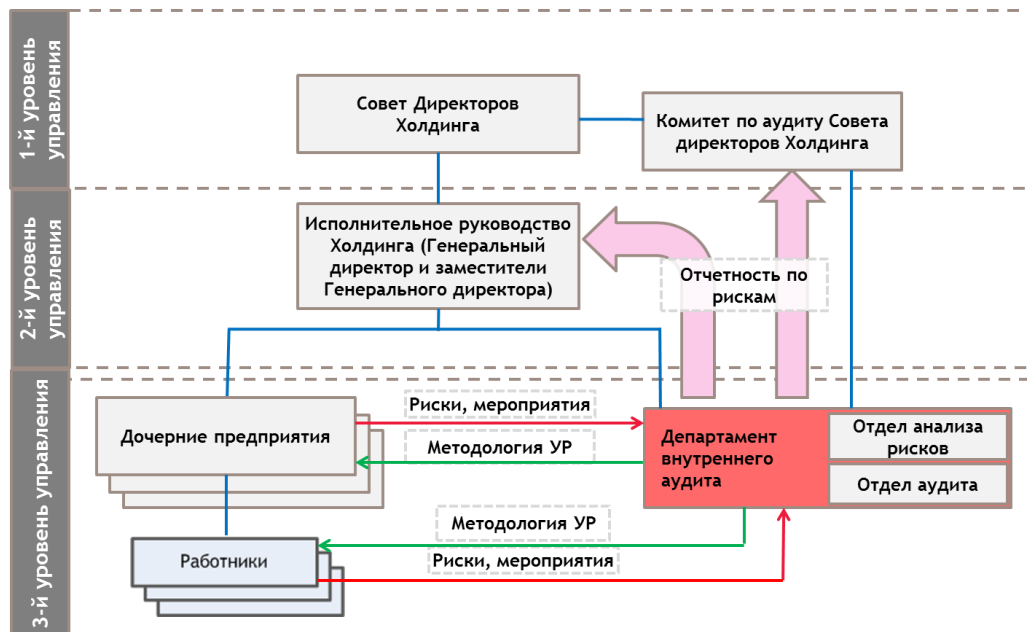 1-й уровень
управления
Совет Директоров
Холдинга
Комитет по аудиту Совета
директоров Холдинга
2-й уровень
управления
Исполнительное руководство
Холдинга (Генеральный
директор и заместители
Генерального директора)
Отчетность по
рискам
3-й уровень управления
Дочерние предприятия
Риски, мероприятия
Методология УР
Департамент
внутреннего
аудита
Отдел анализа
рисков
Отдел аудита
Методология УР
Работники
Риски, мероприятия